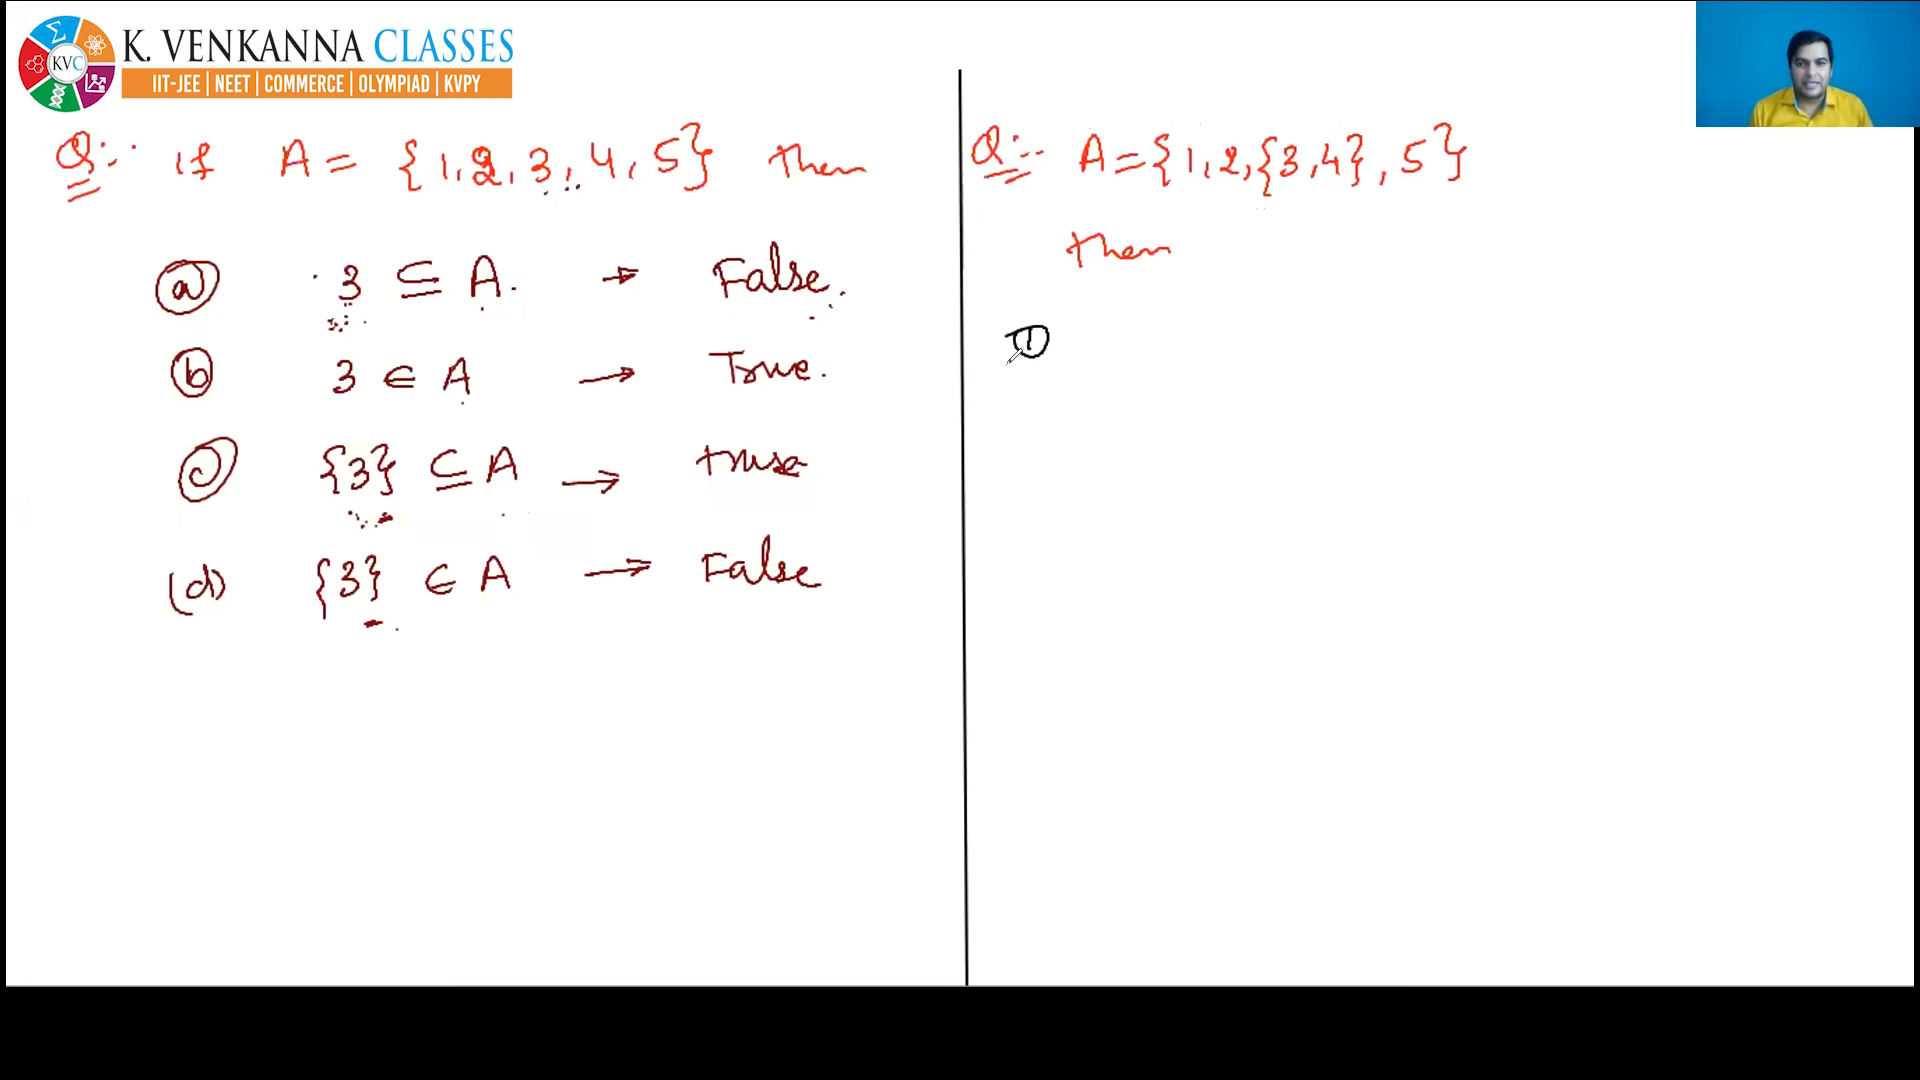 KVC
K. VENKANNA CLASSES
IIT-JEE | NEET | COMMERCE | OLYMPIAD | KVPY
Q:- if A = {1, 2, 3, 4, 5} then
(a) 3 ⊆ A. → False.
(b) 3 ∈ A → True.
(c) {3} ⊆ A → true
(d) {3} ∈ A → False
Q:- A = {1, 2, {3, 4}, 5}
then
①